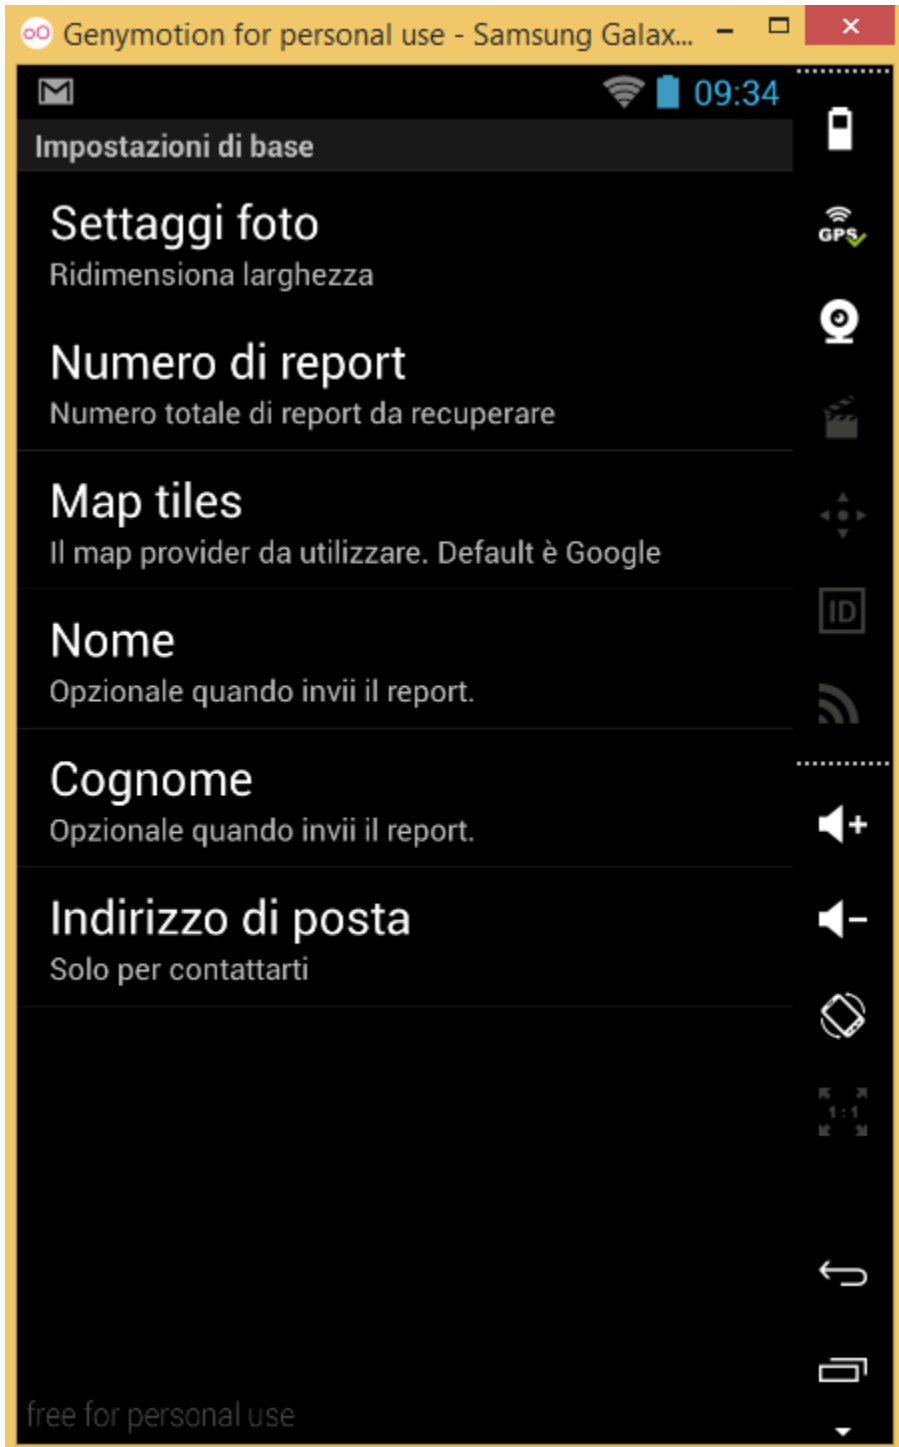 Genymotion for personal use - Samsung Galax...
09:34
Impostazioni di base
Settaggi foto
Ridimensiona larghezza
Numero di report
Numero totale di report da recuperare
Map tiles
Il map provider da utilizzare. Default è Google
Nome
Opzionale quando invii il report.
Cognome
Opzionale quando invii il report.
Indirizzo di posta
Solo per contattarti
free for personal use
GPS
ID
1:1